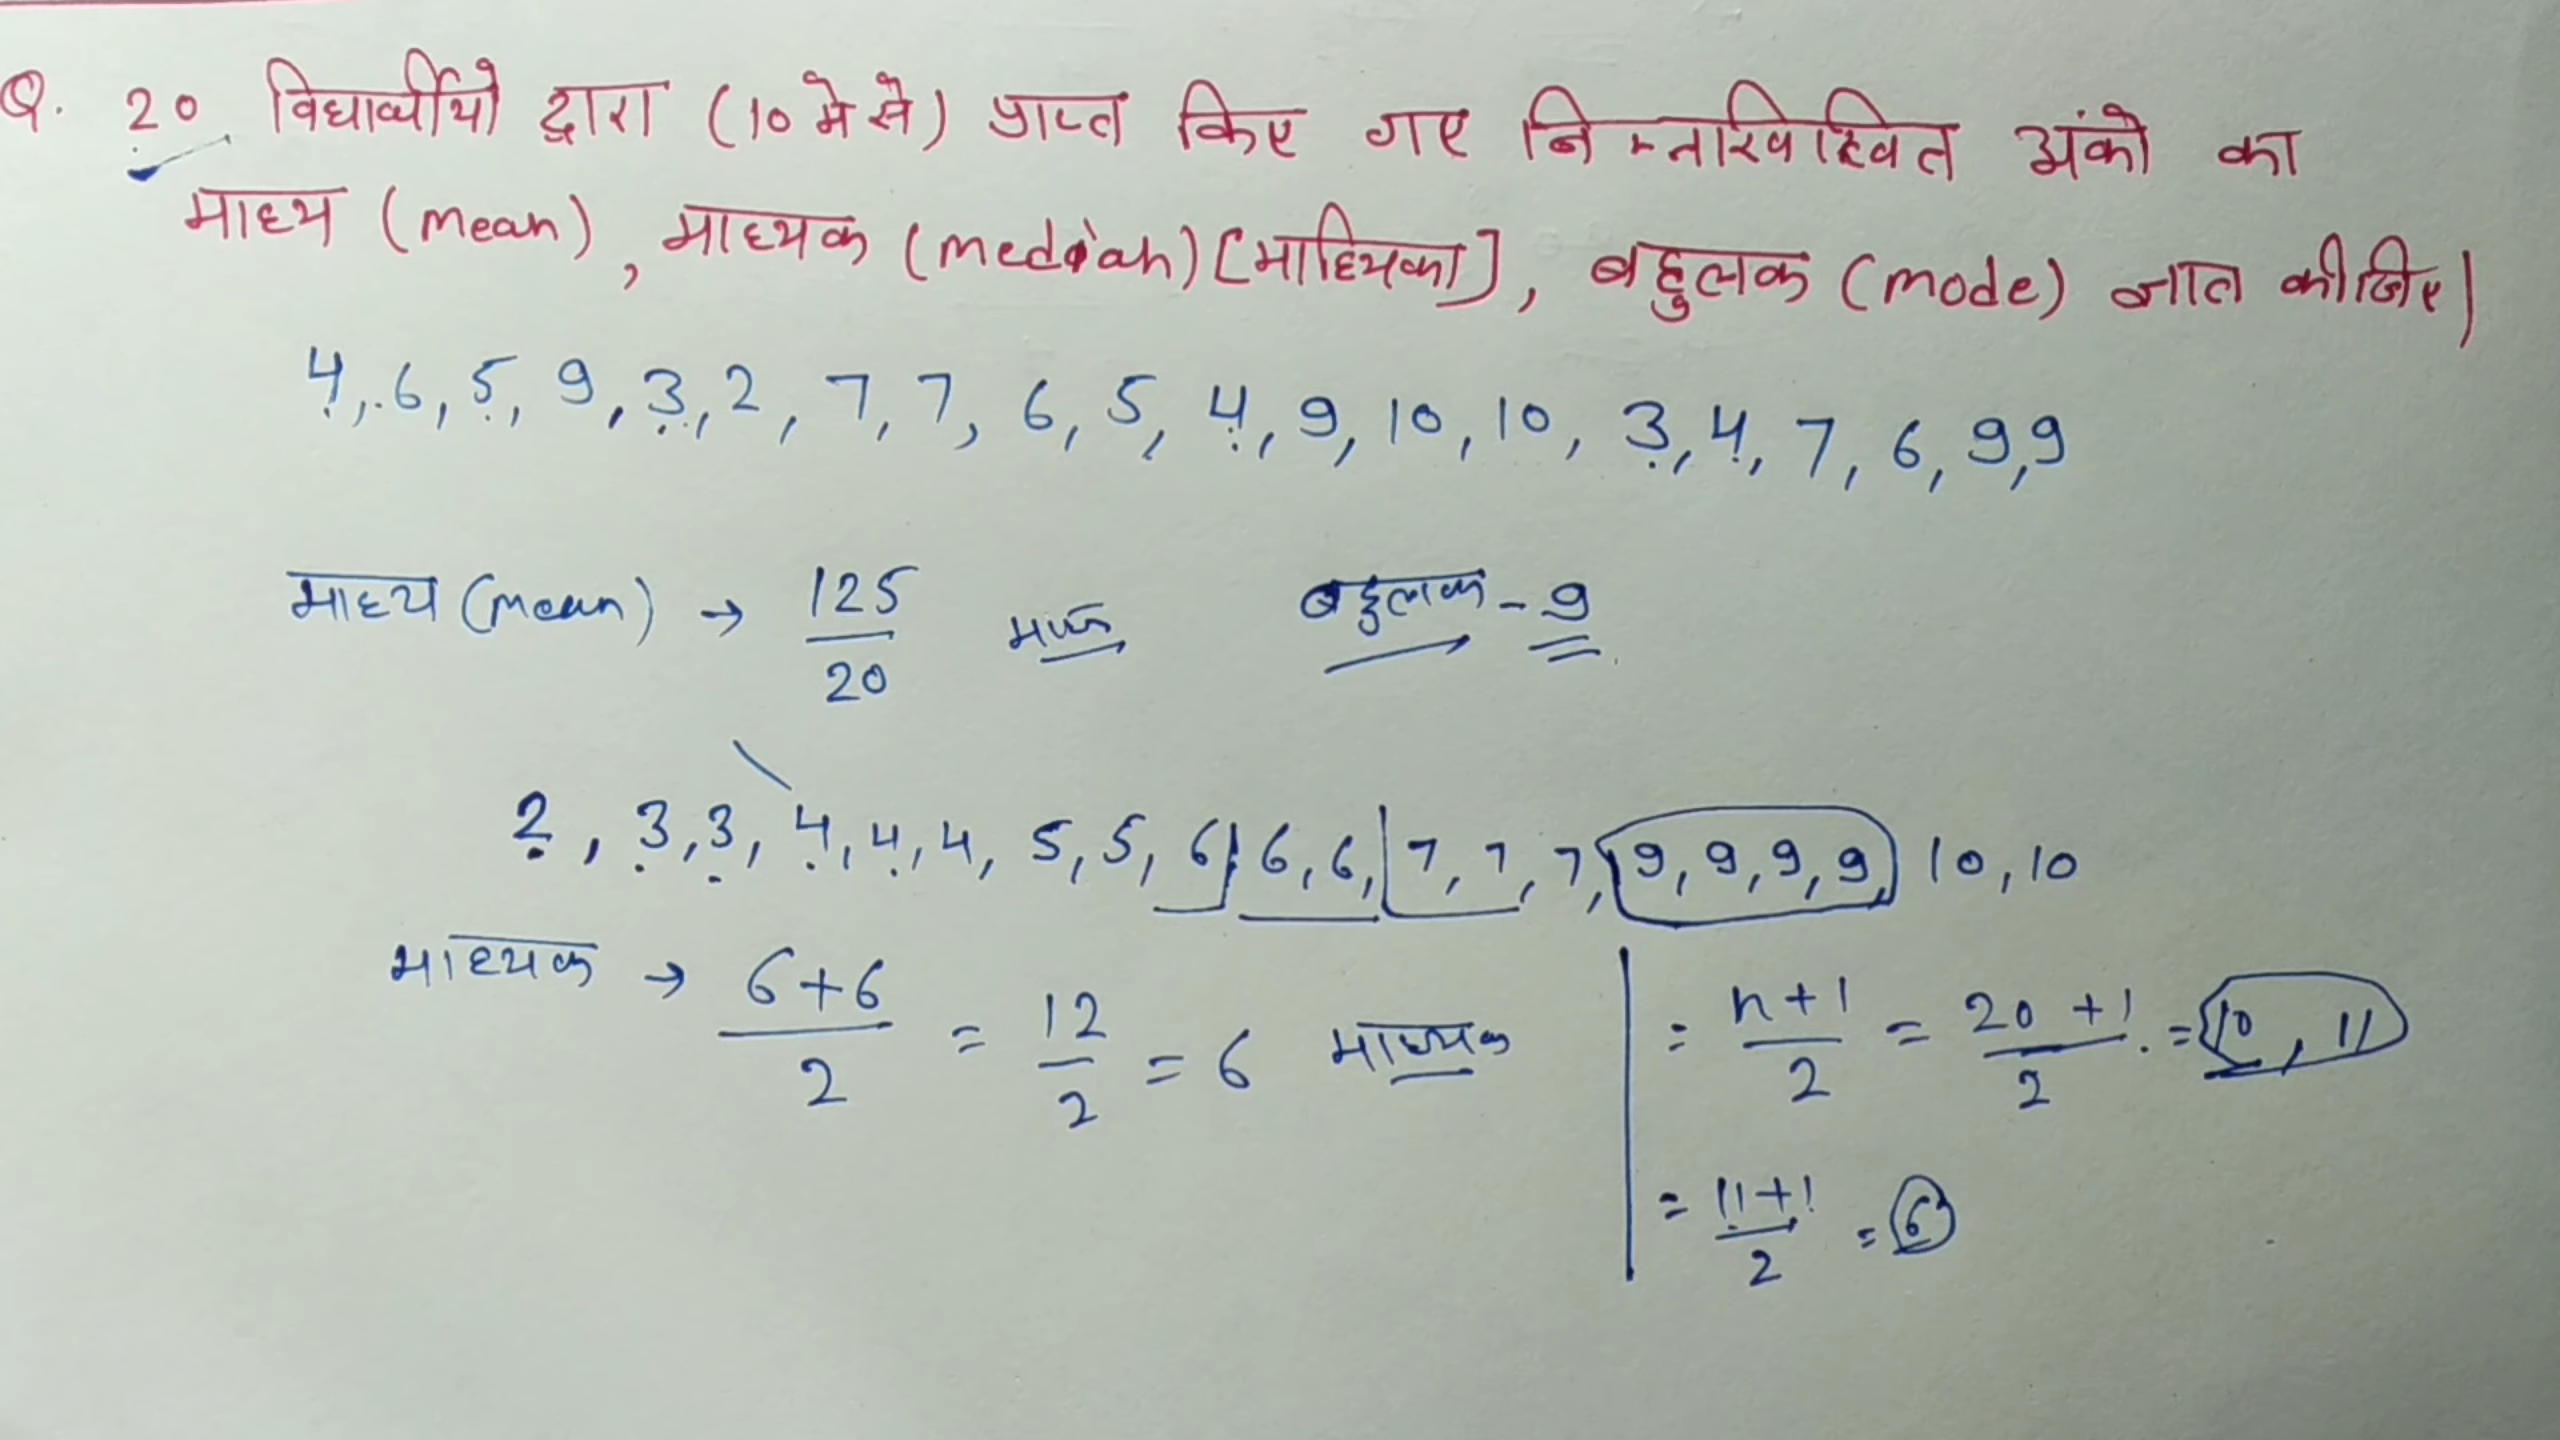 Q. 20 विद्यार्थीयो द्वारा (10 मे से) प्राप्त किए गए निम्नलिखित अंको का
माध्य (mean), माध्यक (median) [माध्यिका], बहुलक (mode) ज्ञात कीजिए|
4, 6, 5, 9, 3, 2, 7, 7, 6, 5, 4, 9, 10, 10, 3, 4, 7, 6, 9, 9
माध्य (mean) → 125/20 बहुलक - 9
2, 3, 3, 4, 4, 4, 5, 5, 6, 6, 6, 7, 7, 7, 9, 9, 9, 9, 10, 10
माध्यक → 6+6/2 = 12/2 = 6 माध्यक = n+1/2 = 20+1/2 = 10, 11
= 11+1/2 = 6